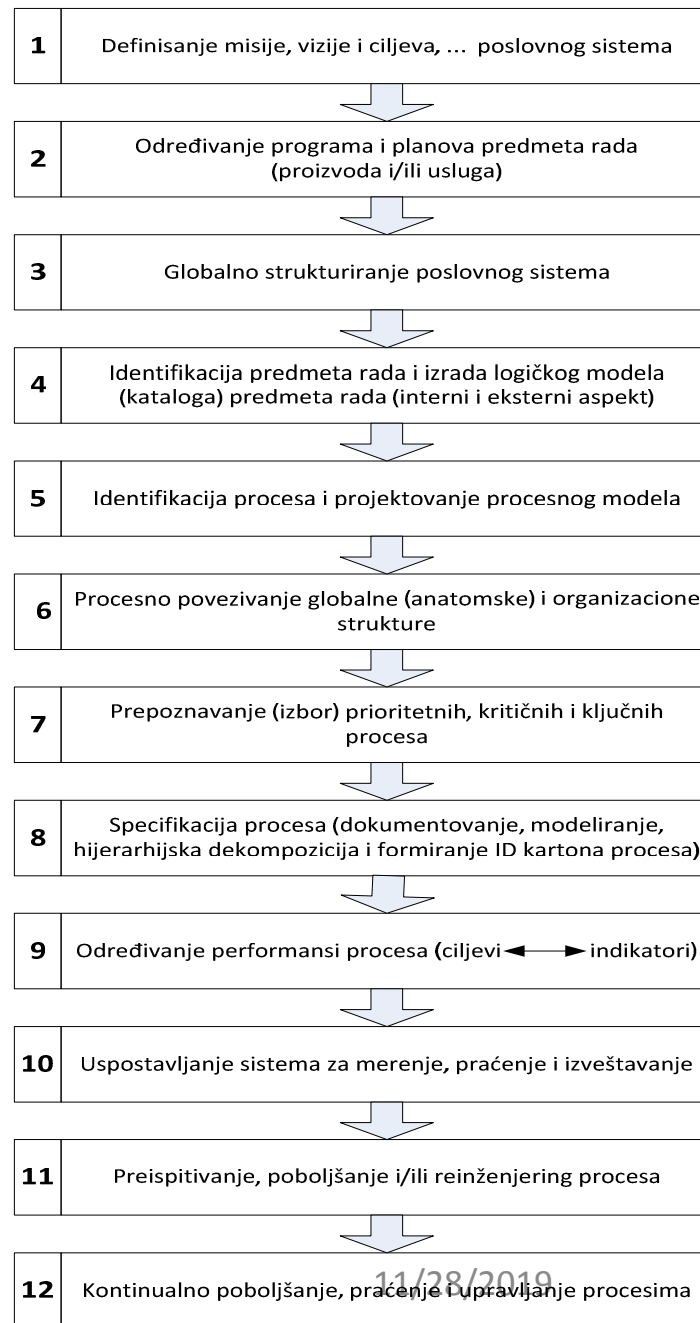 1 Definisanje misije, vizije i ciljeva, ... poslovnog sistema
2 Određivanje programa i planova predmeta rada
(proizvoda i/ili usluga)
3 Globalno strukturiranje poslovnog sistema
4 Identifikacija predmeta rada i izrada logičkog modela
(kataloga) predmeta rada (interni i eksterni aspekt)
5 Identifikacija procesa i projektovanje procesnog modela
6 Procesno povezivanje globalne (anatomske) i organizacione
strukture
7 Prepoznavanje (izbor) prioritetnih, kritičnih i ključnih
procesa
8 Specifikacija procesa (dokumentovanje, modeliranje,
hijerarhijska dekompozicija i formiranje ID kartona procesa)
9 Određivanje performansi procesa (ciljevi indikatori)
10 Uspostavljanje sistema za merenje, praćenje i izveštavanje
11 Preispitivanje, poboljšanje i/ili reinženjering procesa
11/28/2019
12 Kontinualno poboljšanje, praćenje i upravljanje procesima